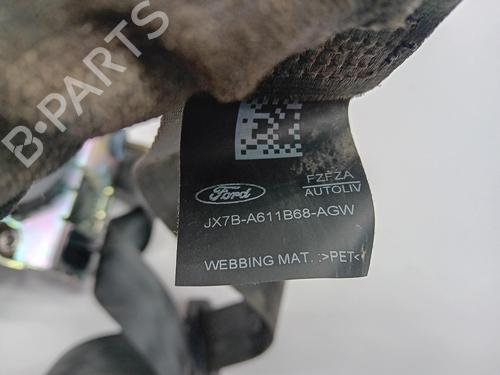 B-PARTS
FZFZA
AUTOLIV
Ford
JX7B-A611B68-AGW
WEBBING MAT. :>PET<